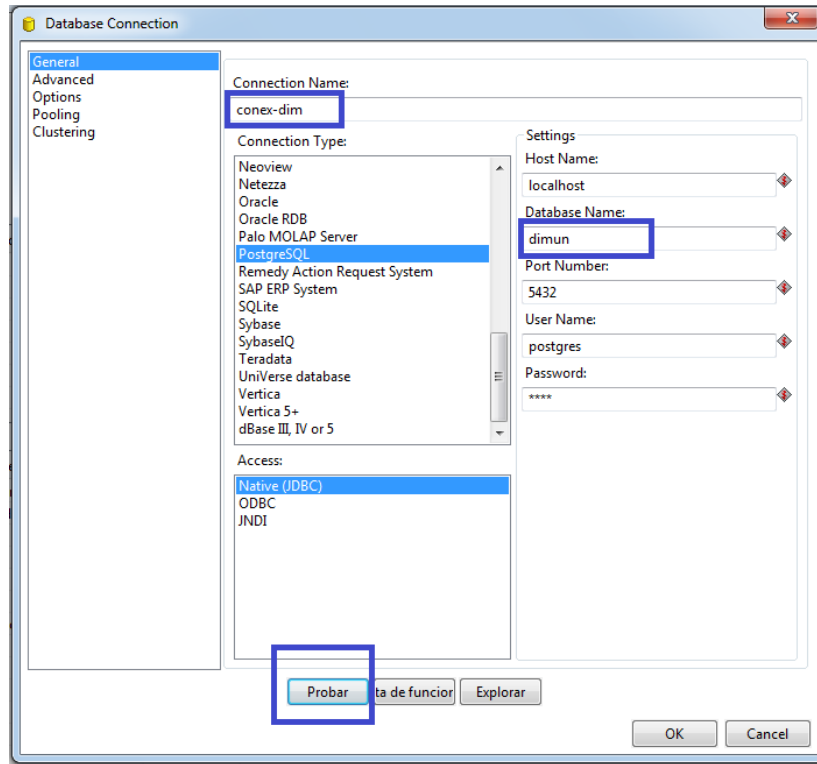 Database Connection
General
Advanced
Options
Pooling
Clustering
Connection Name:
conex-dim
Connection Type:
Neoview
Netezza
Oracle
Oracle RDB
Palo MOLAP Server
PostgreSQL
Remedy Action Request System
SAP ERP System
SQLite
Sybase
SybaseIQ
Teradata
UniVerse database
Vertica
Vertica 5+
dBase III, IV or 5
Access:
Native (JDBC)
ODBC
JNDI
Settings
Host Name:
localhost
Database Name:
dimun
Port Number:
5432
User Name:
postgres
Password:
****
Probar
ta de funcior
Explorar
OK
Cancel